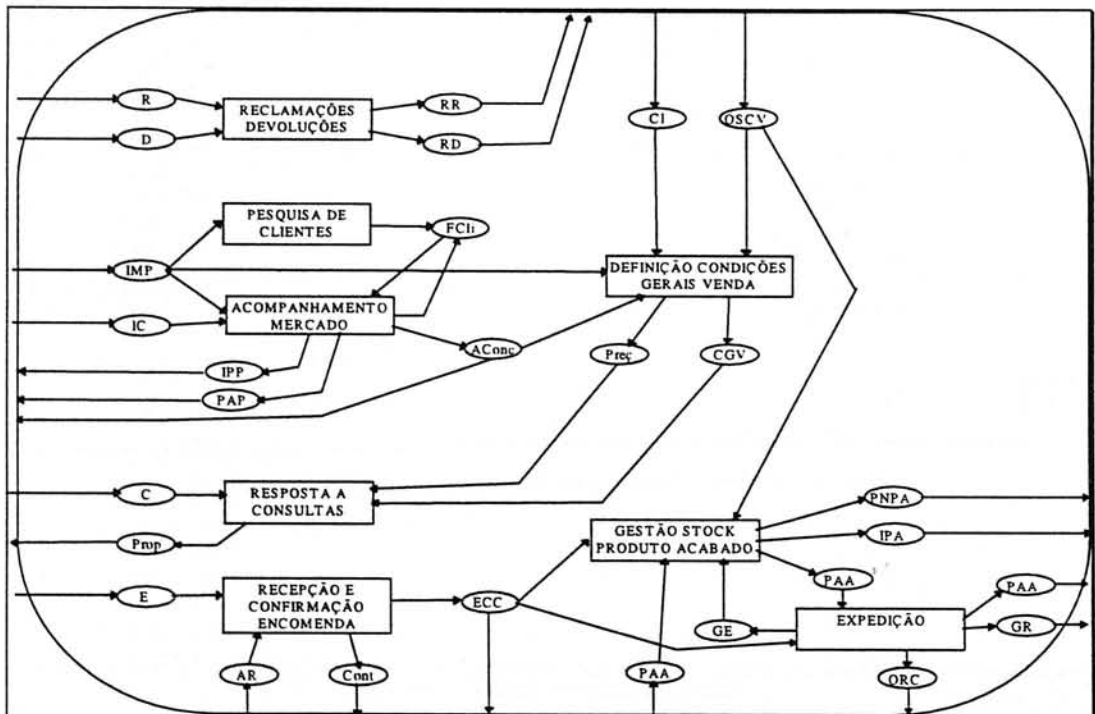 R
RECLAMAÇÕES
DEVOLUÇÕES
RR
D
RD
CI
QSCV
PESQUISA DE
CLIENTES
FCli
IMP
DEFINIÇÃO CONDIÇÕES
GERAIS VENDA
IC
ACOMPANHAMENTO
MERCADO
AConc
Preç
CGV
IPP
PAP
C
RESPOSTA A
CONSULTAS
PNPA
GESTÃO STOCK
PRODUTO ACABADO
IPA
Prop
PAA
PAA
E
RECEPÇÃO E
CONFIRMAÇÃO
ENCOMENDA
ECC
EXPEDIÇÃO
GE
GR
AR
Cont
PAA
QRC